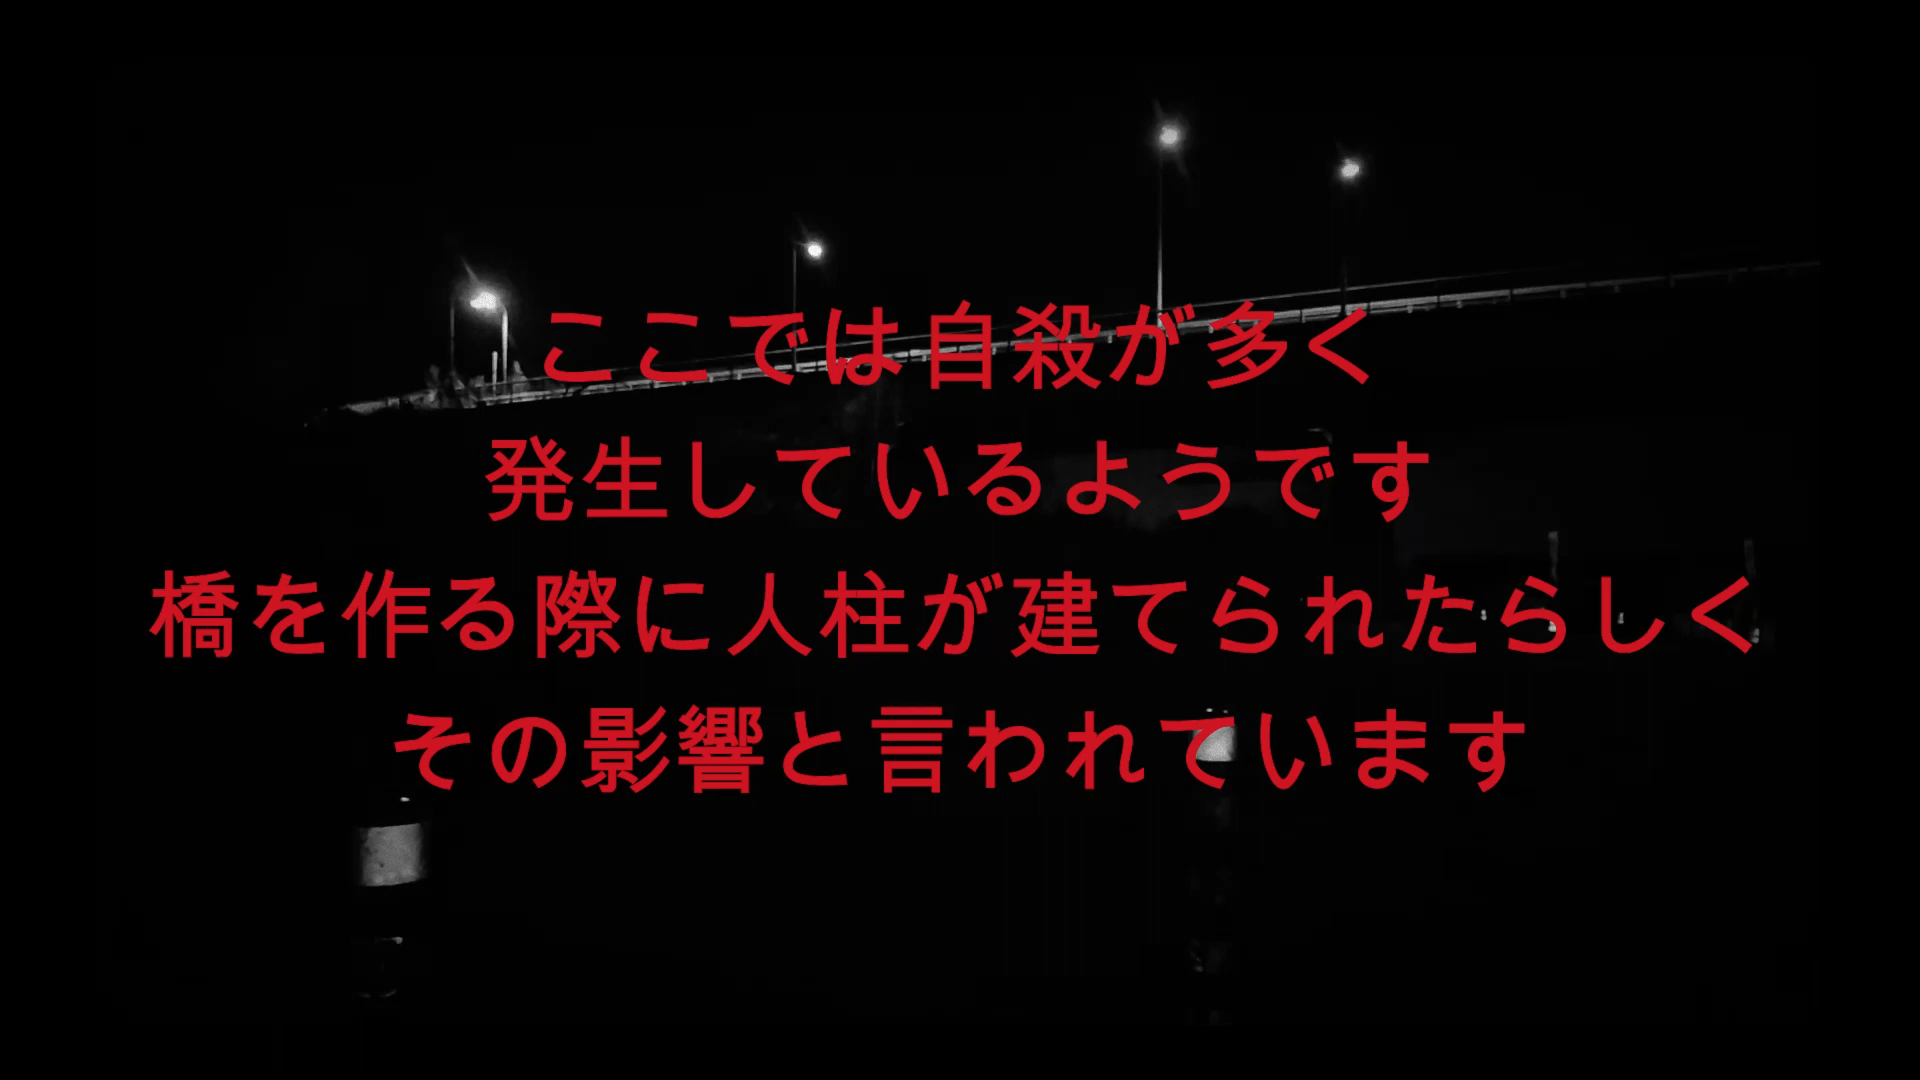 ここでは自殺が多く
発生しているようです
橋を作る際に人柱が建てられたらしく
その影響と言われています